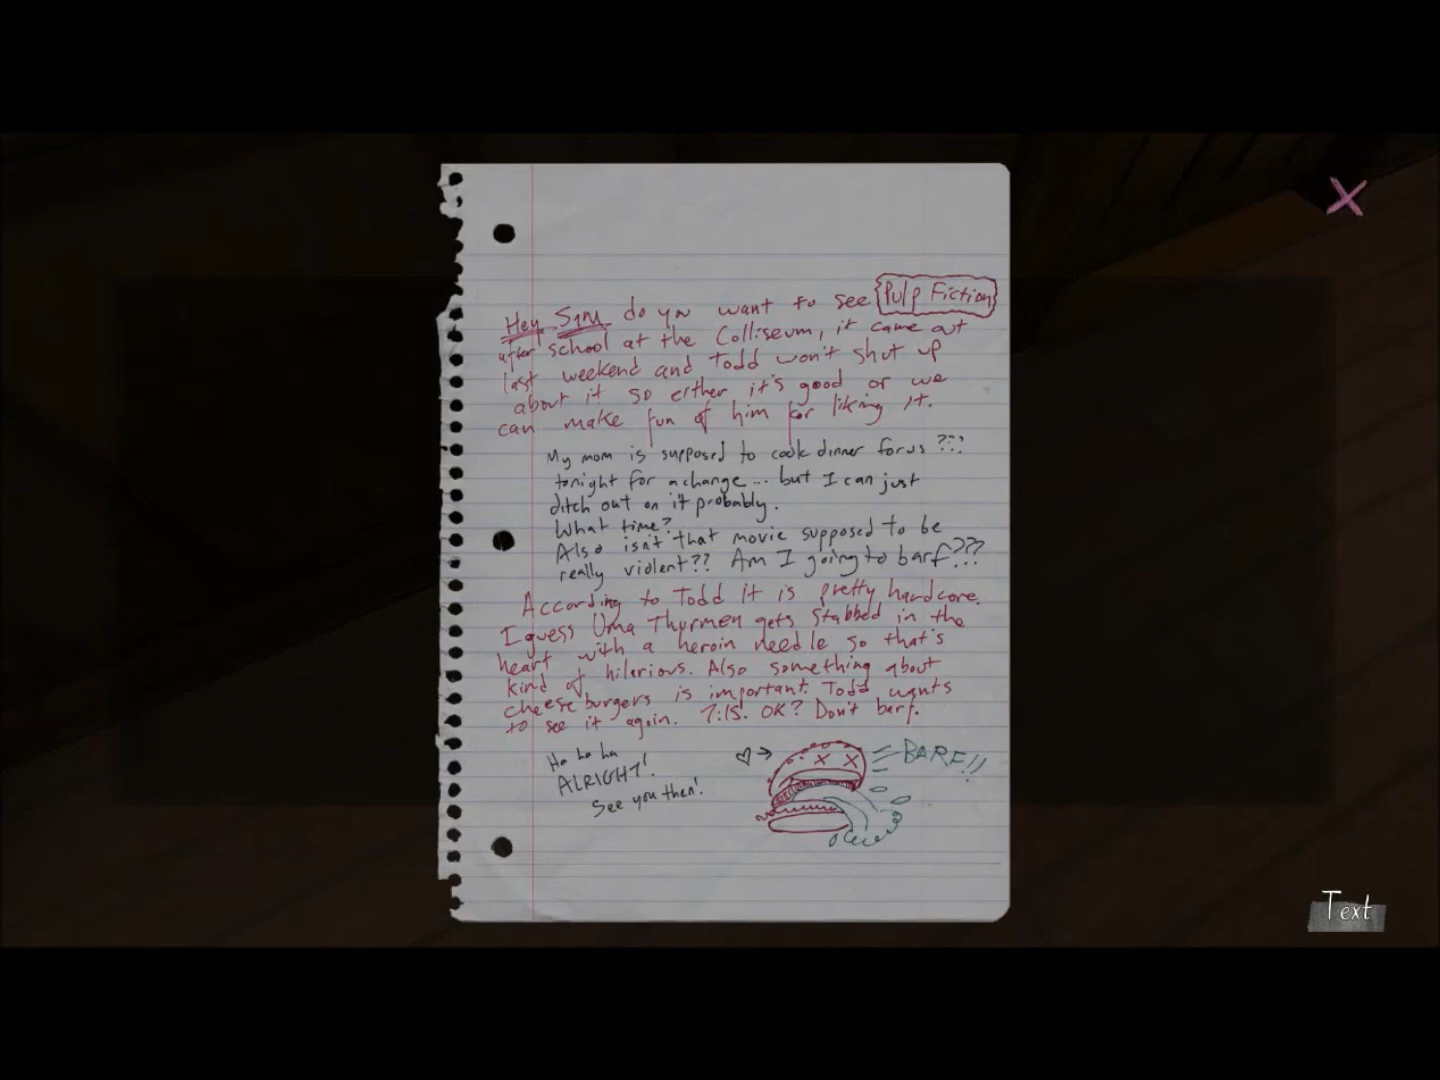 Hey Sam do you want to see Pulp Fiction
after school at the Colliseum, it came out
last weekend and Todd won't shut up
about it so either it's good or we
can make fun of him for liking it.
My mom is supposed to cook dinner for us ???
tonight for a change... but I can just
ditch out on it probably.
What time?
Also isn't that movie supposed to be
really violent?? Am I going to barf???
According to Todd it is pretty hardcore.
I guess Uma Thurmen gets stabbed in the
heart with a heroin needle so that's
kind of hilerious. Also something about
cheeseburgers is important. Todd wants
to see it again. 7:15. OK? Don't barf.
Ha ha ha
ALRIGHT!
See you then!
BARF!!
Text